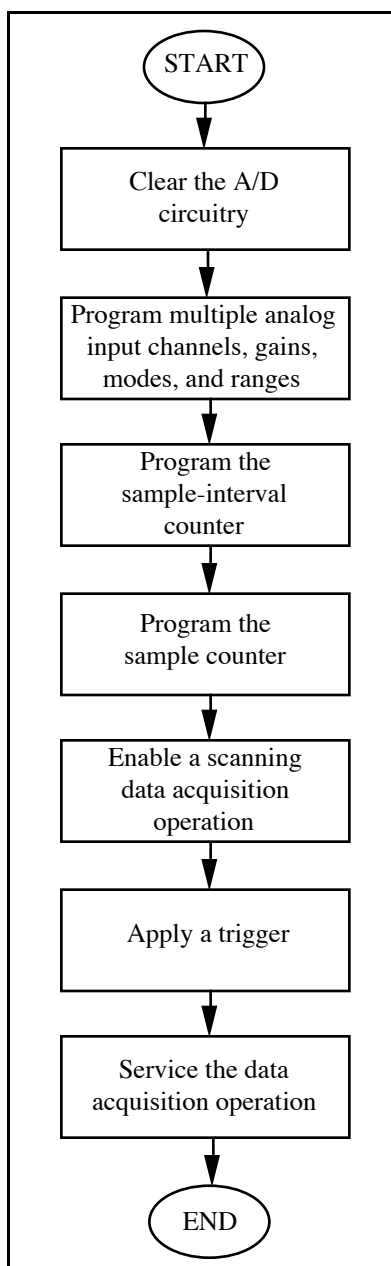 START
Clear the A/D
circuitry
Program multiple analog
input channels, gains,
modes, and ranges
Program the
sample-interval
counter
Program the
sample counter
Enable a scanning
data acquisition
operation
Apply a trigger
Service the data
acquisition operation
END